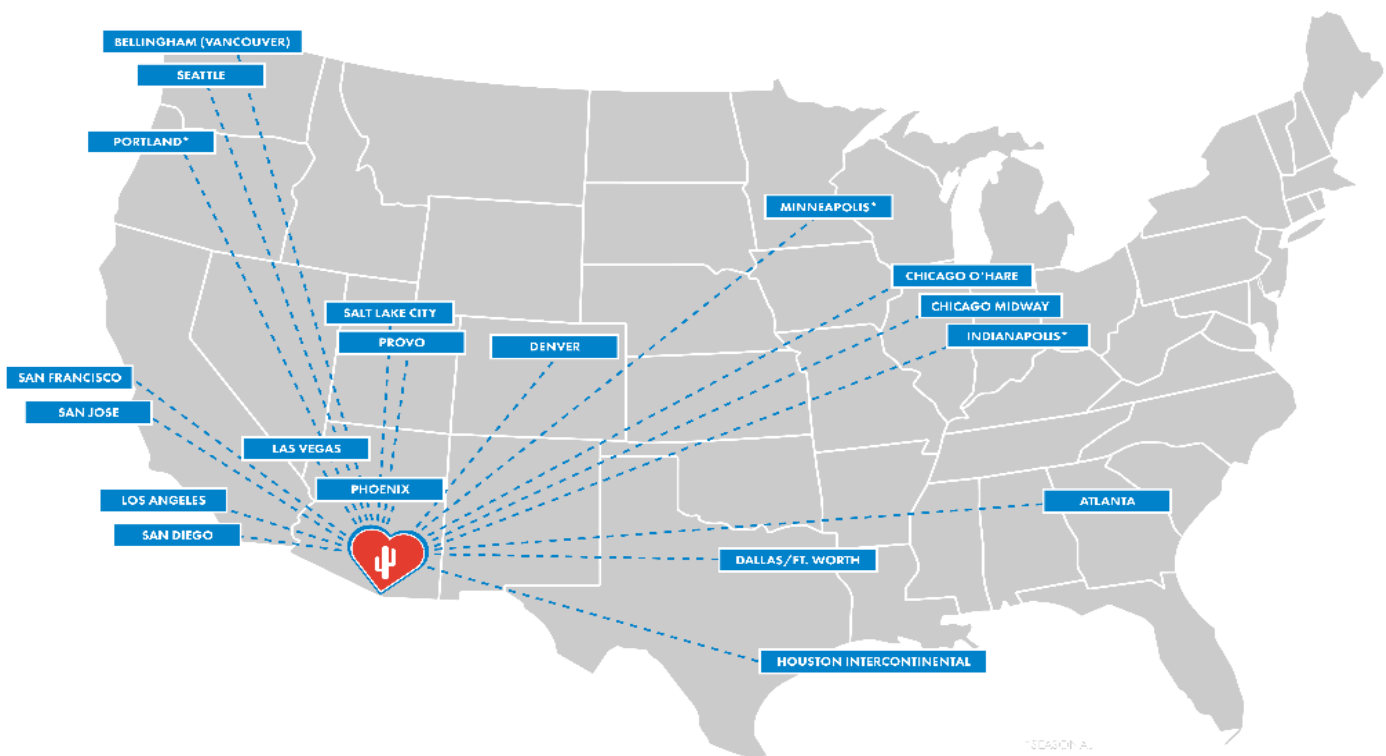 BELLINGHAM (VANCOUVER)
SEATTLE
PORTLAND*
MINNEAPOLIS*
CHICAGO O'HARE
CHICAGO MIDWAY
INDIANAPOLIS*
SALT LAKE CITY
PROVO
DENVER
SAN FRANCISCO
SAN JOSE
LAS VEGAS
PHOENIX
LOS ANGELES
SAN DIEGO
ATLANTA
DALLAS/FT. WORTH
HOUSTON INTERCONTINENTAL
*SEASONAL